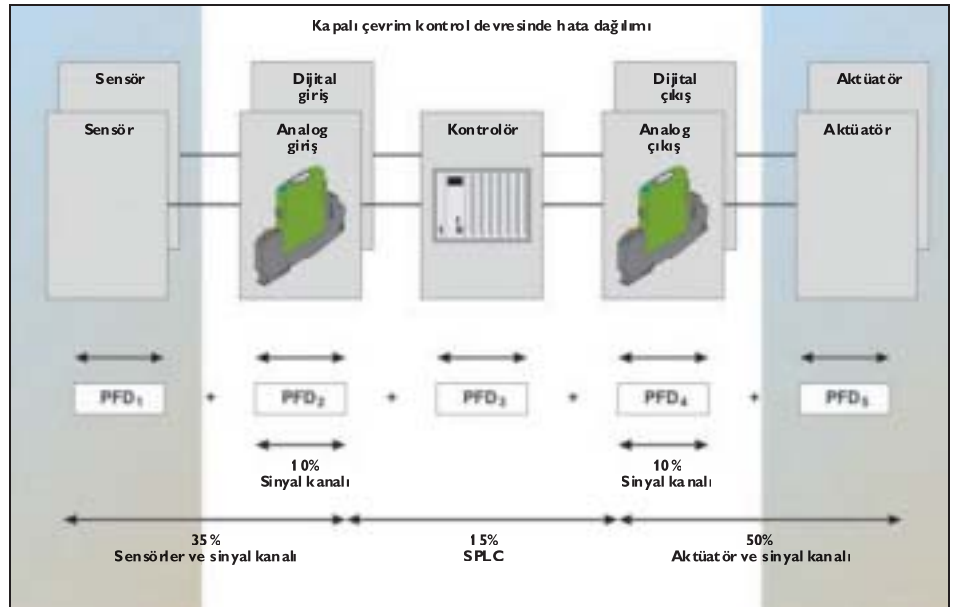 Kapalı çevrim kontrol devresinde hata dağılımı
Sensör
Dijital
giriş
Dijital
çıkış
Aktüatör
Sensör
Analog
giriş
Kontrolör
Analog
çıkış
Aktüatör
PFD₁ + PFD₂ + PFD₃ + PFD₄ + PFD₅
10%
Sinyal kanalı
10%
Sinyal kanalı
35%
Sensörler ve sinyal kanalı
15%
SPLC
50%
Aktüatör ve sinyal kanalı